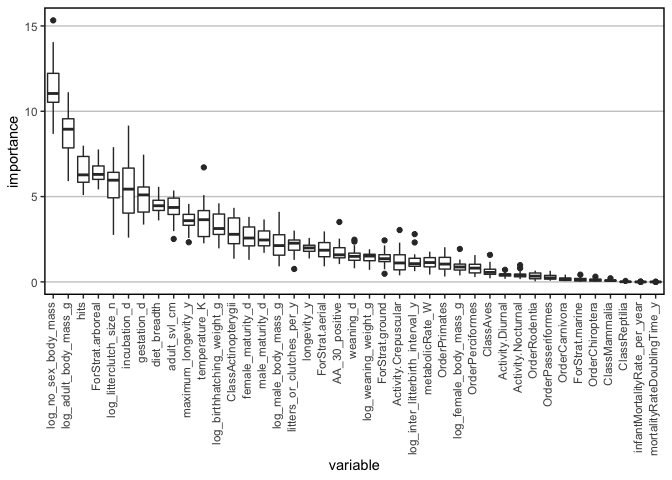 importance
15
10
5
0
log_no_sex_body_mass
log_adult_body_mass_g
hits
ForStrat.arboreal
log_litterclutch_size_n
incubation_d
gestation_d
diet_breadth
adult_svl_cm
maximum_longevity_y
temperature_K
log_birthhatching_weight_g
ClassActinopterygii
female_maturity_d
male_maturity_d
log_male_body_mass_g
litters_or_clutches_per_y
longevity_y
ForStrat.aerial
AA_30_positive
weaning_d
log_weaning_weight_g
ForStrat.ground
Activity.Crepuscular
log_inter_litterbirth_interval_y
metabolicRate_W
OrderPrimates
log_female_body_mass_g
OrderPerciformes
ClassAves
Activity.Diurnal
Activity.Nocturnal
OrderRodentia
OrderPasseriformes
OrderCarnivora
ForStrat.marine
OrderChiroptera
ClassMammalia
ClassReptilia
infantMortalityRate_per_year
mortalityRateDoublingTime_y
variable